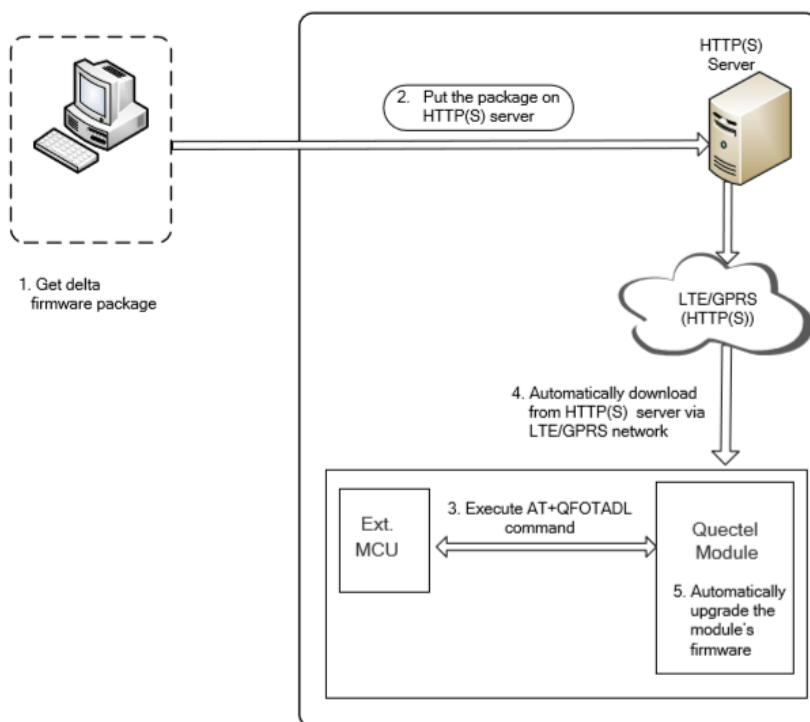 HTTP(S)
Server
2. Put the package on
HTTP(S) server
1. Get delta
firmware package
LTE/GPRS
(HTTP(S))
4. Automatically download
from HTTP(S) server via
LTE/GPRS network
Ext.
MCU
3. Execute AT+QFOTADL
command
Quectel
Module
5. Automatically
upgrade the
module's
firmware